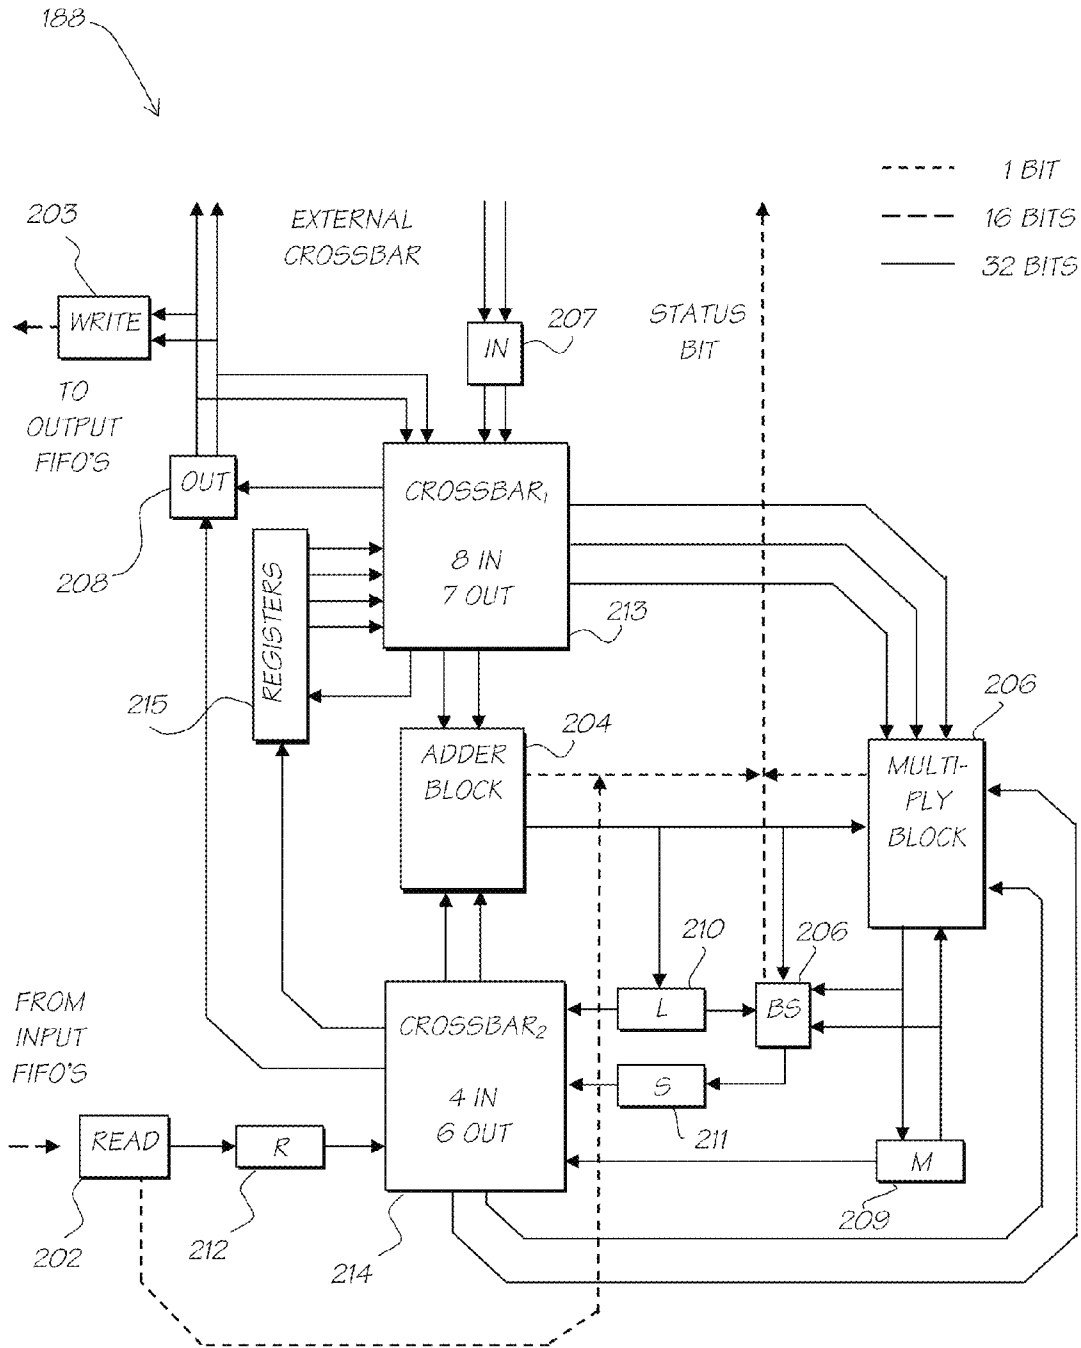 188
1 BIT
16 BITS
32 BITS
203
EXTERNAL
CROSSBAR
WRITE
207
IN
STATUS
BIT
TO
OUTPUT
FIFO'S
OUT
208
CROSSBAR1
8 IN
7 OUT
213
REGISTERS
215
204
206
ADDER
BLOCK
MULTI-
PLY
BLOCK
210
206
L
BS
FROM
INPUT
FIFO'S
CROSSBAR2
4 IN
6 OUT
S
211
READ
R
M
202
212
214
209